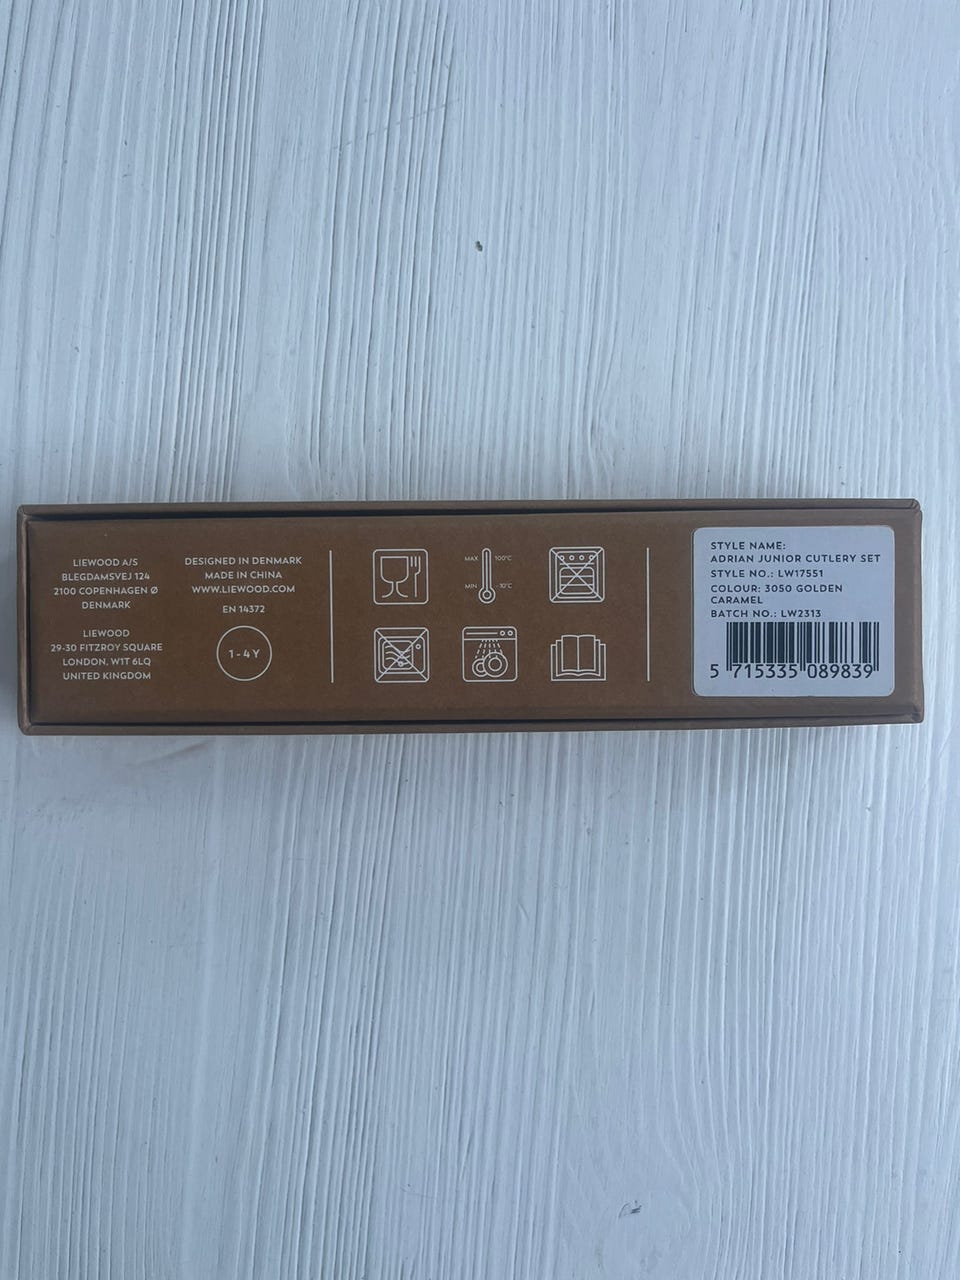 LIEWOOD A/S
BLEGDAMSVEJ 124
2100 COPENHAGEN Ø
DENMARK
LIEWOOD
29-30 FITZROY SQUARE
LONDON, W1T 6LQ
UNITED KINGDOM
DESIGNED IN DENMARK
MADE IN CHINA
WWW.LIEWOOD.COM
EN 14372
1 - 4 Y
MAX 100°C
MIN -10°C
STYLE NAME:
ADRIAN JUNIOR CUTLERY SET
STYLE NO.: LW17551
COLOUR: 3050 GOLDEN
CARAMEL
BATCH NO.: LW2313
5 715335 089839